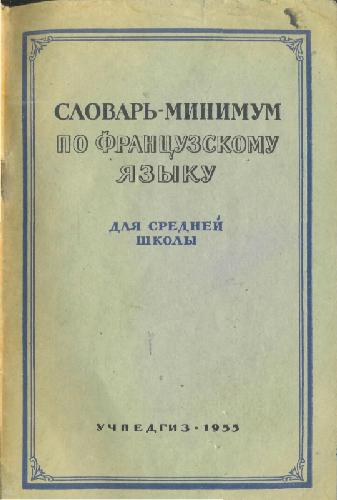 СЛОВАРЬ-МИНИМУМ
ПО ФРАНЦУЗСКОМУ
ЯЗЫКУ
ДЛЯ СРЕДНЕЙ
ШКОЛЫ
УЧПЕДГИЗ · 1955